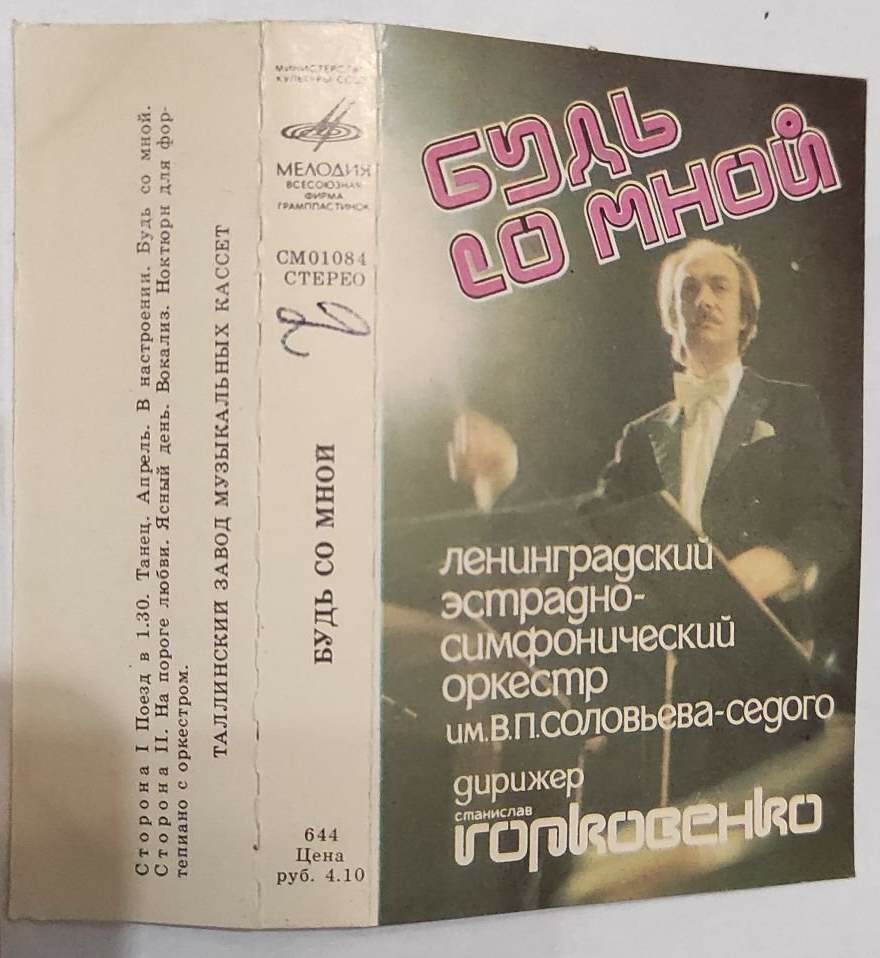 Сторона I Поезд в 1.30. Танец. Апрель. В настроении. Будь со мной.
Сторона II. На пороге любви. Ясный день. Вокализ. Ноктюрн для фор-
тепиано с оркестром.
ТАЛЛИНСКИЙ ЗАВОД МУЗЫКАЛЬНЫХ КАССЕТ
МИНИСТЕРСТВО
КУЛЬТУРЫ СССР
МЕЛОДИЯ
ВСЕСОЮЗНАЯ
ФИРМА
ГРАМПЛАСТИНОК
СМ01084
СТЕРЕО
БУДЬ СО МНОЙ
644
Цена
руб. 4.10
БУДЬ
СО МНОЙ
ленинградский
эстрадно-
симфонический
оркестр
им.В.П.Соловьева-Седого
дирижер
станислав
горковенко